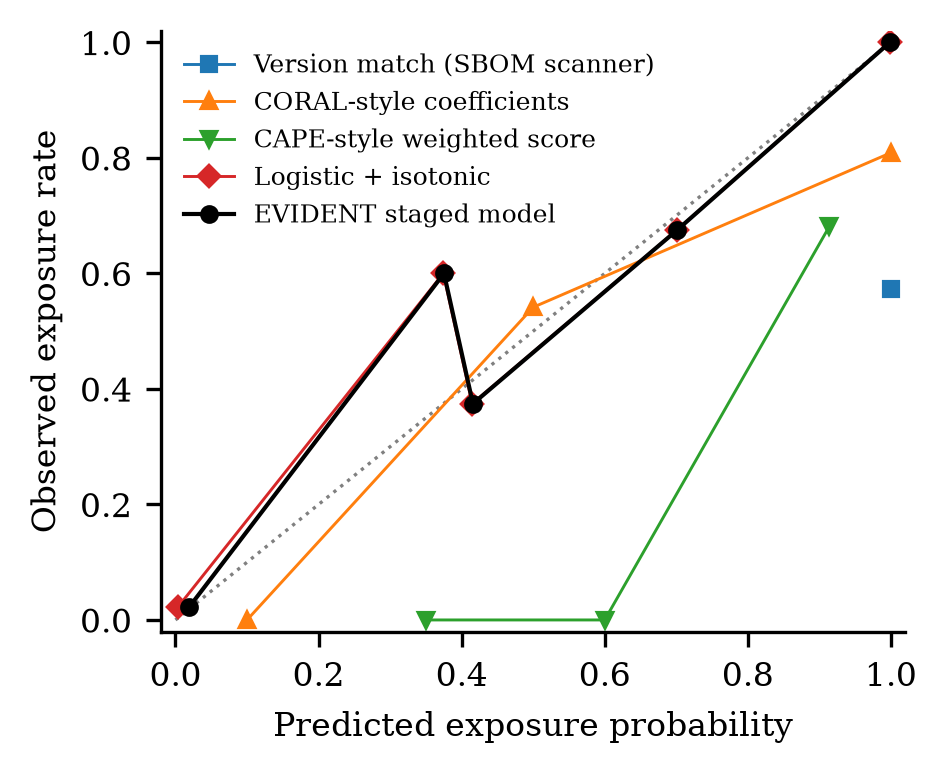 Version match (SBOM scanner)
CORAL-style coefficients
CAPE-style weighted score
Logistic + isotonic
EVIDENT staged model
Observed exposure rate
1.0
0.8
0.6
0.4
0.2
0.0
0.0 0.2 0.4 0.6 0.8 1.0
Predicted exposure probability